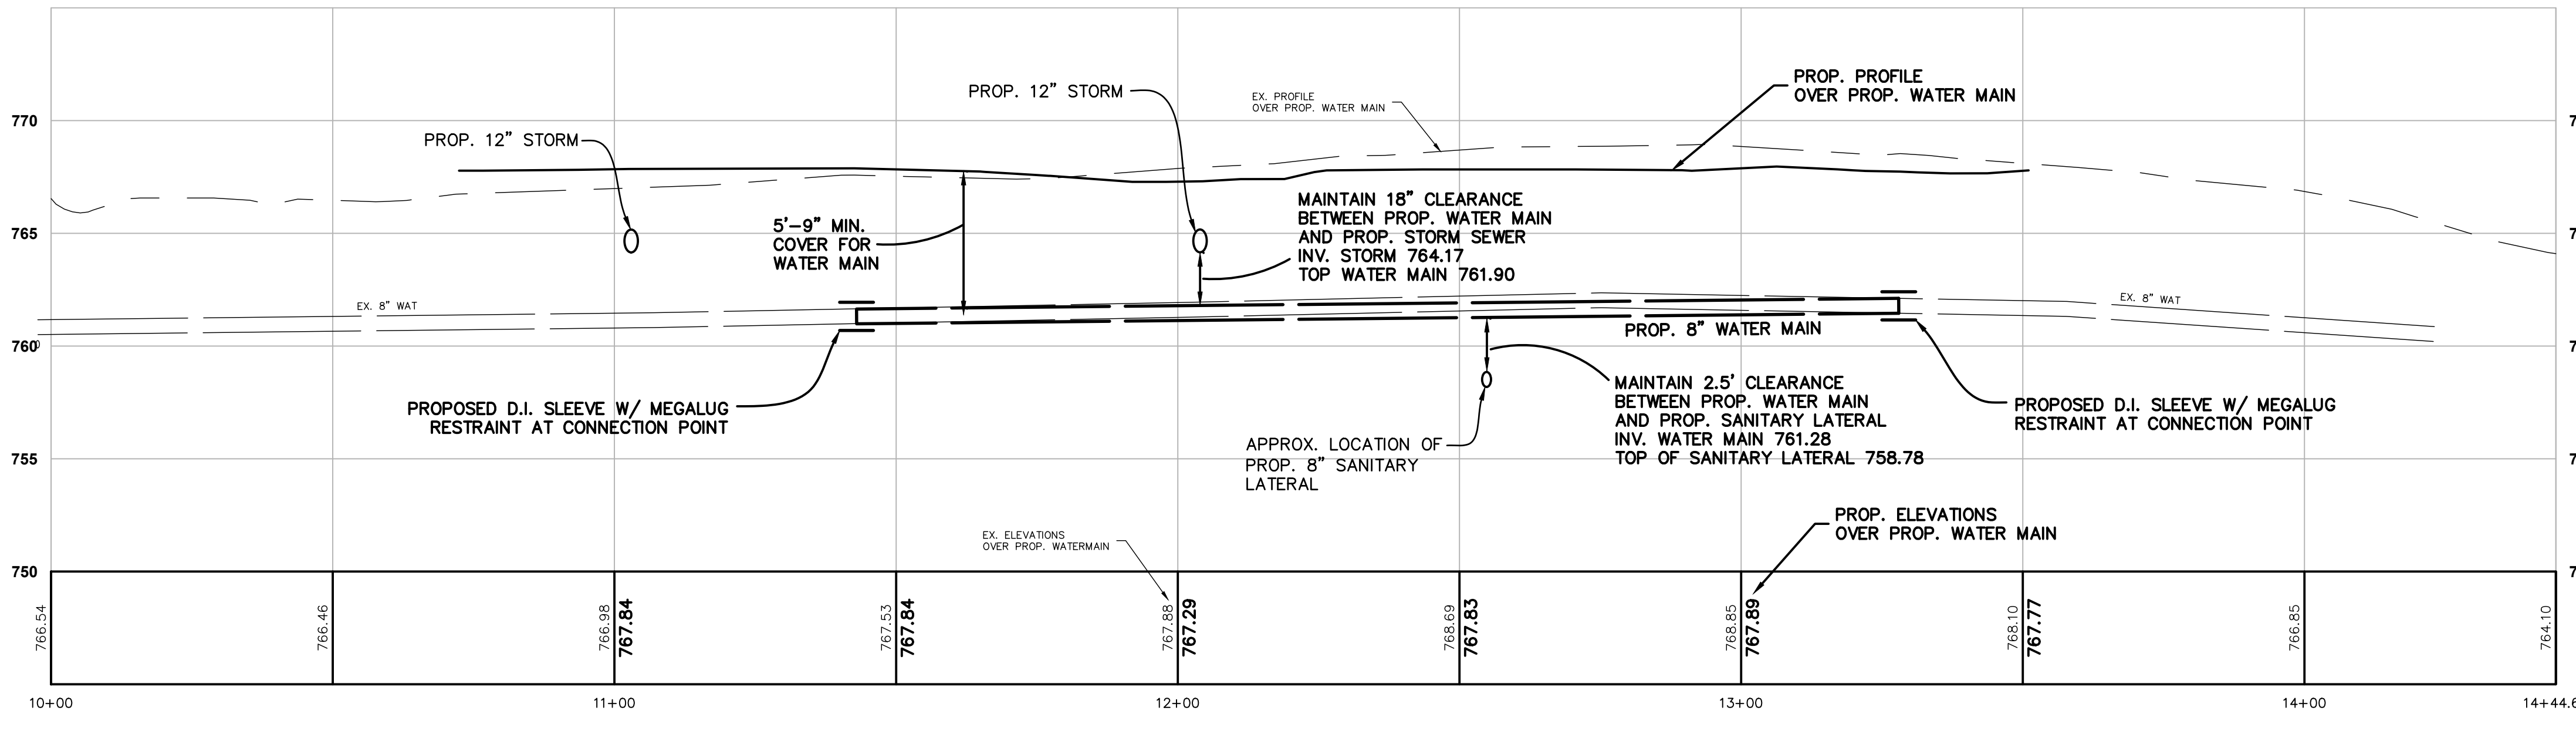 PROP. PROFILE
OVER PROP. WATER MAIN
PROP. 12" STORM
EX. PROFILE
OVER PROP. WATER MAIN
770
7
PROP. 12" STORM
MAINTAIN 18" CLEARANCE
BETWEEN PROP. WATER MAIN
AND PROP. STORM SEWER
INV. STORM 764.17
TOP WATER MAIN 761.90
5'-9" MIN.
COVER FOR
WATER MAIN
765
7
EX. 8" WAT
EX. 8" WAT
PROP. 8" WATER MAIN
760
7
MAINTAIN 2.5' CLEARANCE
BETWEEN PROP. WATER MAIN
AND PROP. SANITARY LATERAL
INV. WATER MAIN 761.28
TOP OF SANITARY LATERAL 758.78
PROPOSED D.I. SLEEVE W/ MEGALUG
RESTRAINT AT CONNECTION POINT
PROPOSED D.I. SLEEVE W/ MEGALUG
RESTRAINT AT CONNECTION POINT
APPROX. LOCATION OF
PROP. 8" SANITARY
LATERAL
755
7
PROP. ELEVATIONS
OVER PROP. WATER MAIN
EX. ELEVATIONS
OVER PROP. WATERMAIN
750
7
766.54
766.46
766.98
767.84
767.53
767.84
767.88
767.29
768.69
767.83
768.85
767.89
768.10
767.77
766.85
764.10
10+00
11+00
12+00
13+00
14+00
14+44.6